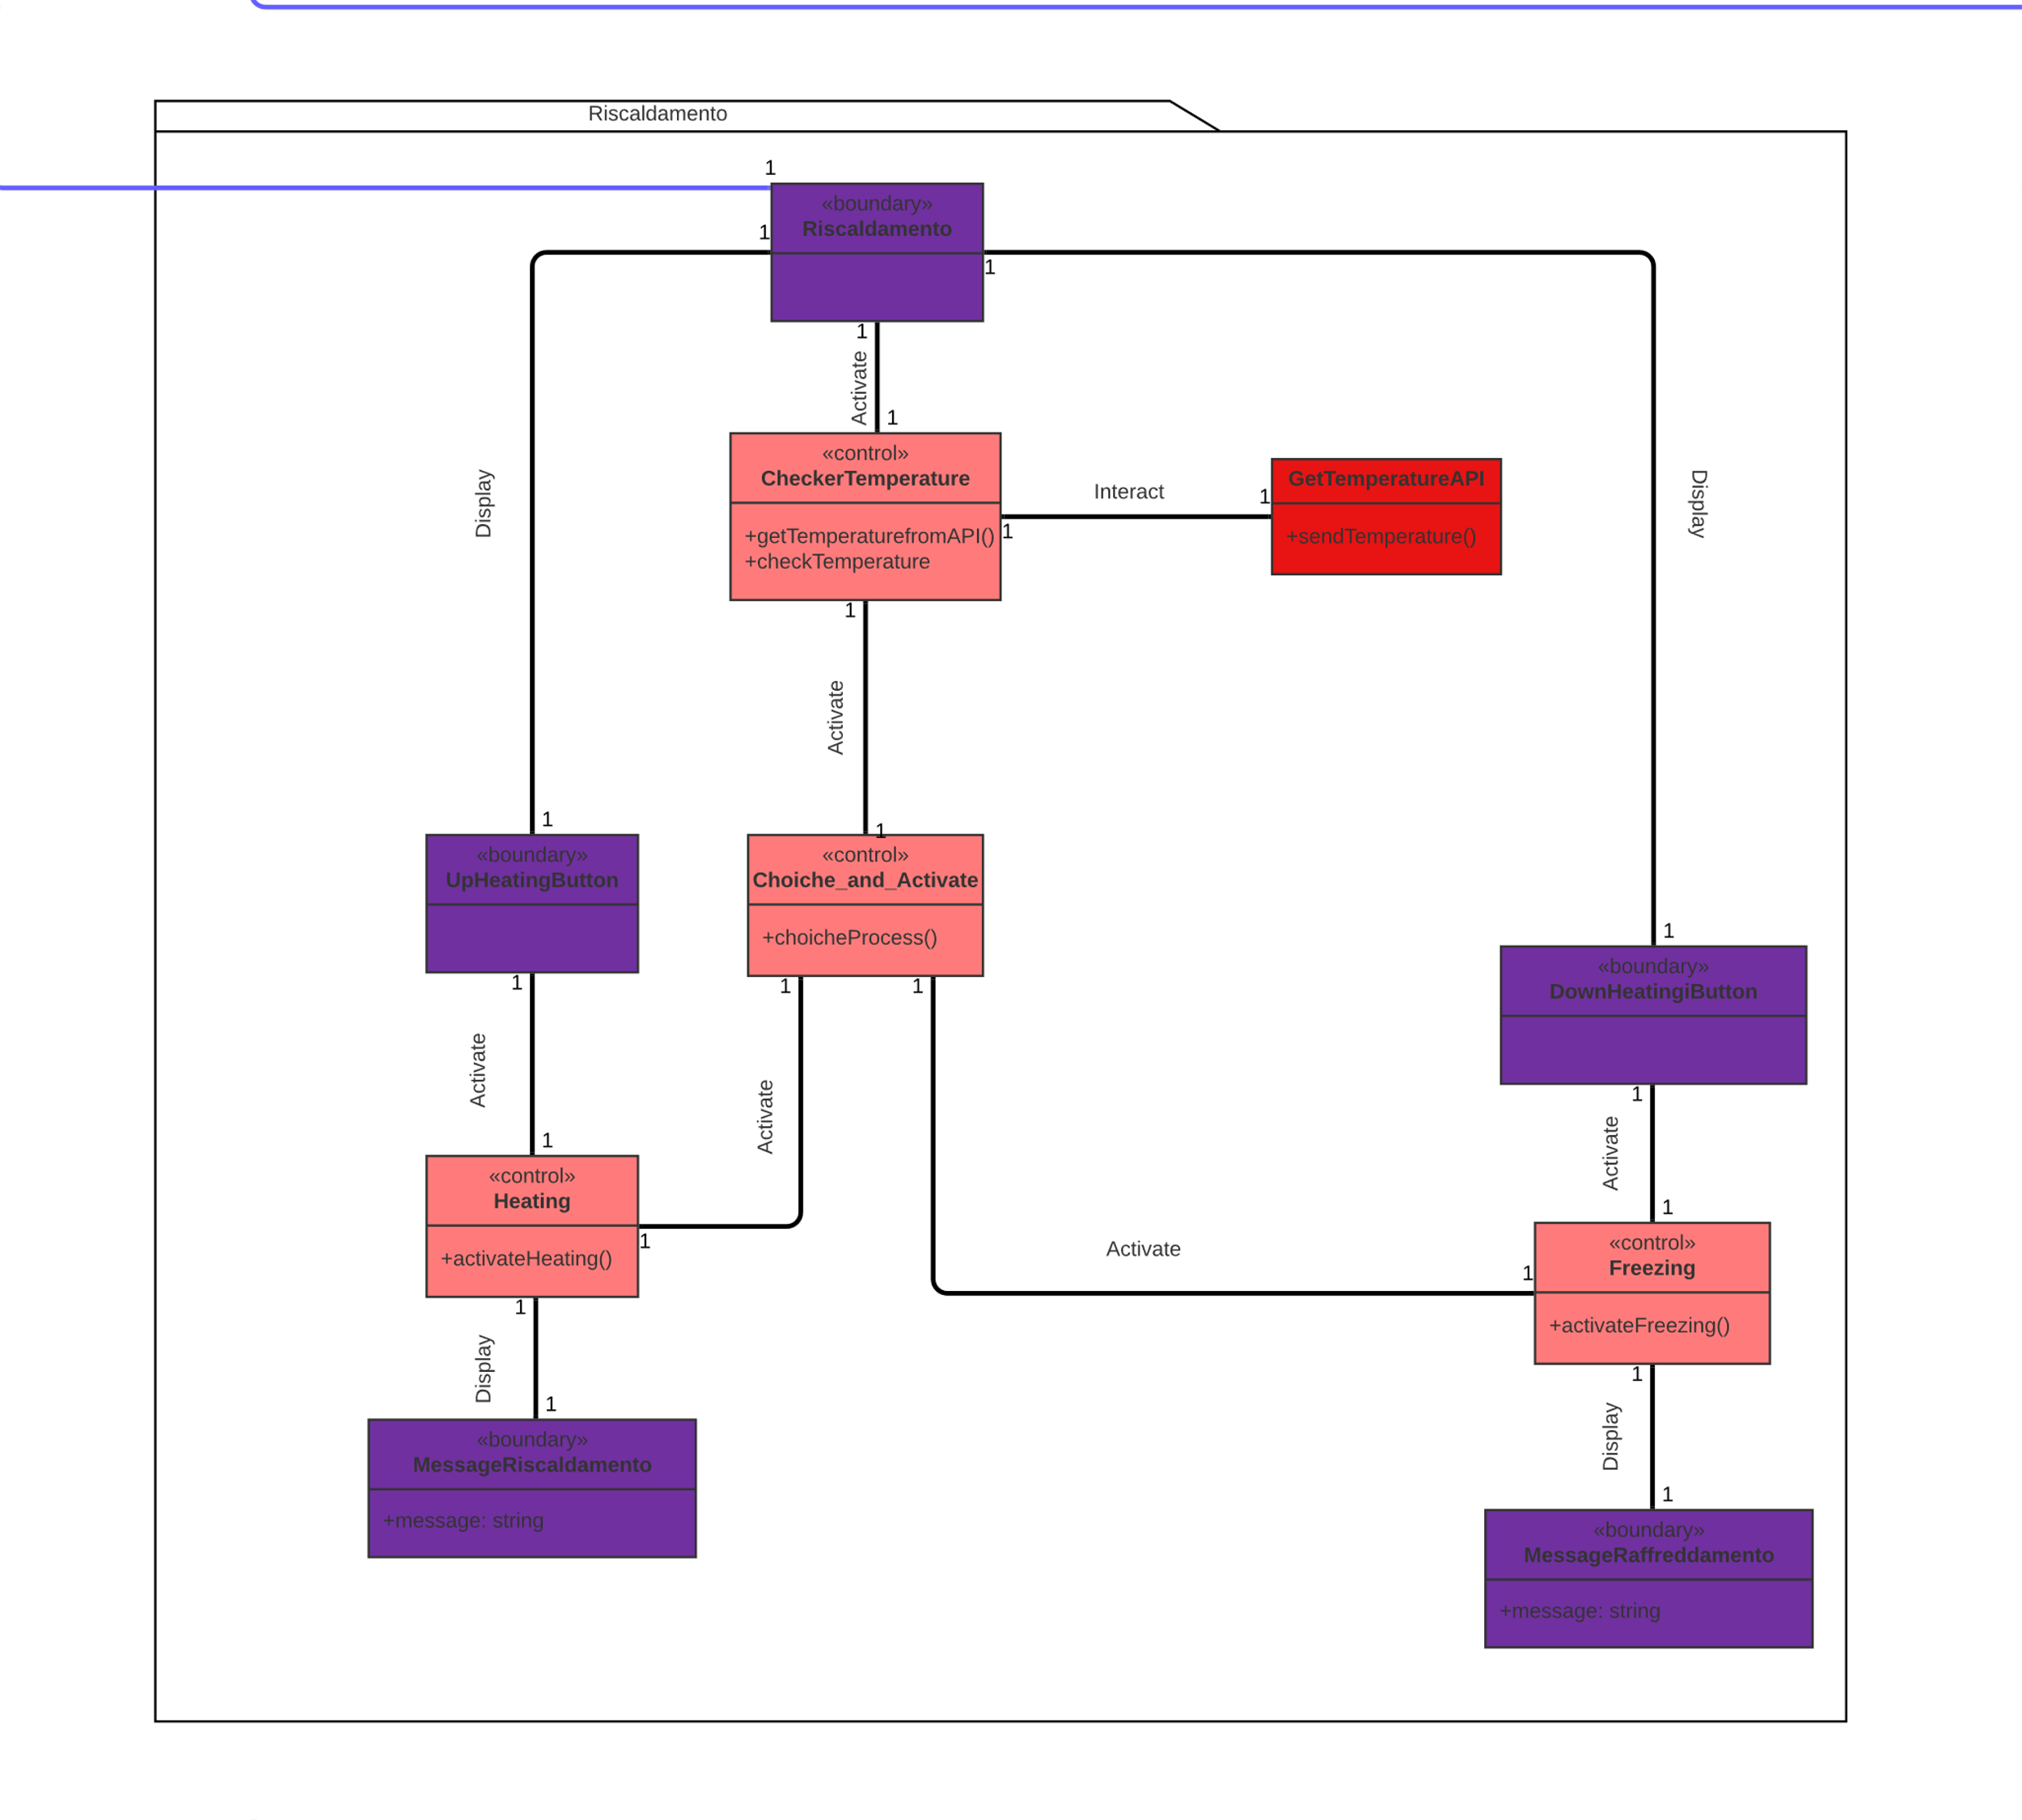 Riscaldamento
1
«boundary»
Riscaldamento
1
1
1
Activate
1
Display
Display
«control»
CheckerTemperature
+getTemperaturefromAPI()
+checkTemperature
1
Interact
1
GetTemperatureAPI
+sendTemperature()
1
Activate
1
1
«boundary»
UpHeatingButton
«control»
Choiche_and_Activate
+choicheProcess()
1
«boundary»
DownHeatingiButton
1
1
1
1
Activate
Activate
Activate
1
1
«control»
Heating
+activateHeating()
1
Activate
1
«control»
Freezing
+activateFreezing()
1
Display
1
1
Display
1
«boundary»
MessageRiscaldamento
+message: string
«boundary»
MessageRaffreddamento
+message: string